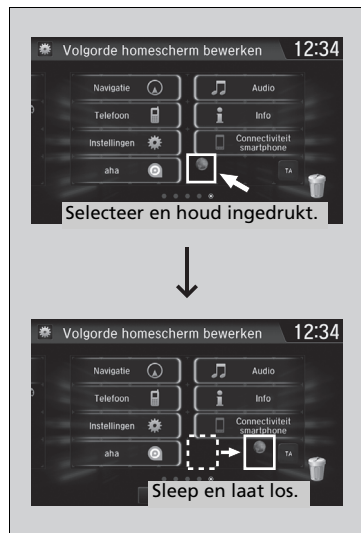 Volgorde homescherm bewerken 12:34
Navigatie Audio
Telefoon Info
Instellingen Connectiviteit
smartphone
aha TA
Selecteer en houd ingedrukt.
Volgorde homescherm bewerken 12:34
Navigatie Audio
Telefoon Info
Instellingen Connectiviteit
smartphone
aha TA
Sleep en laat los.